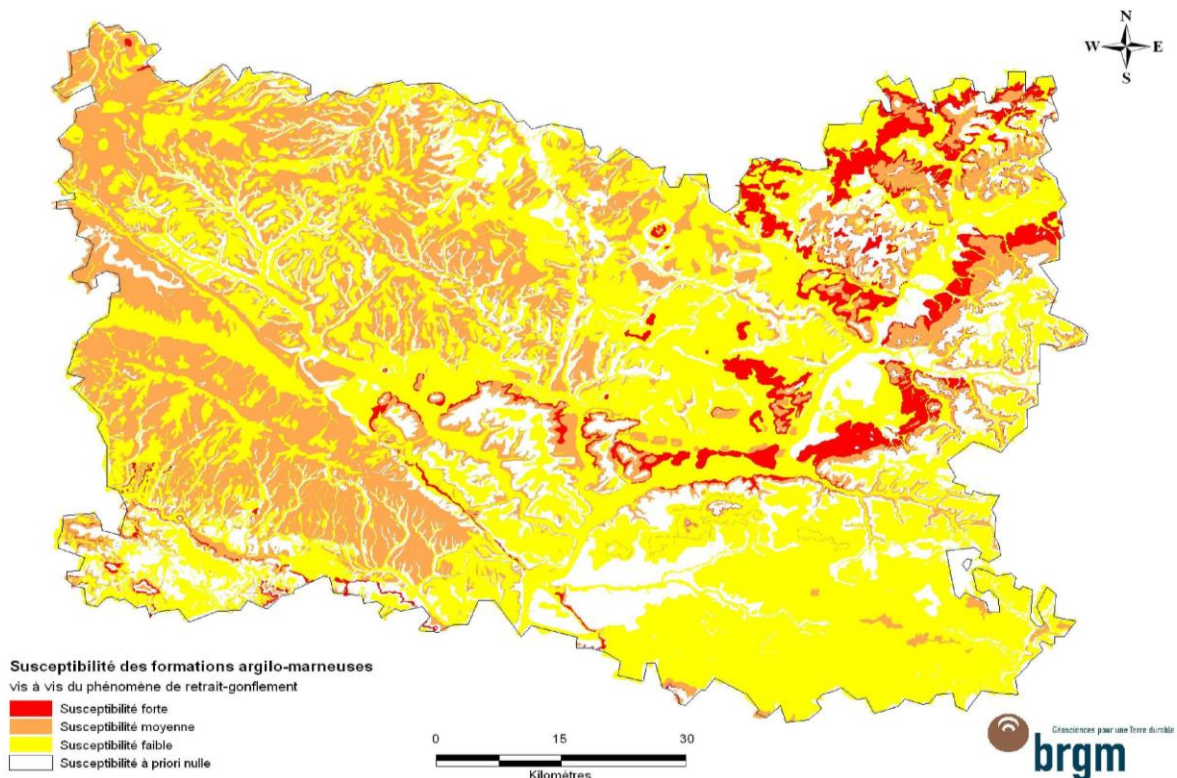 N
W E
S
Susceptibilité des formations argilo-marneuses
vis à vis du phénomène de retrait-gonflement
Susceptibilité forte
Susceptibilité moyenne
Susceptibilité faible
Susceptibilité à priori nulle
0 15 30
Kilomètres
Géosciences pour une Terre durable
brgm